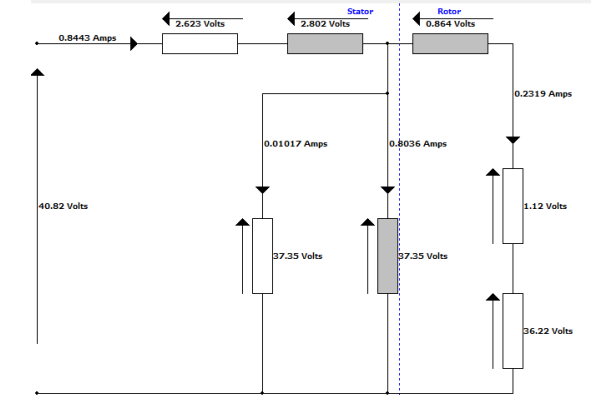 Stator
Rotor
2.623 Volts
2.802 Volts
0.864 Volts
0.8443 Amps
0.2319 Amps
0.01017 Amps
0.8036 Amps
40.82 Volts
1.12 Volts
37.35 Volts
37.35 Volts
36.22 Volts